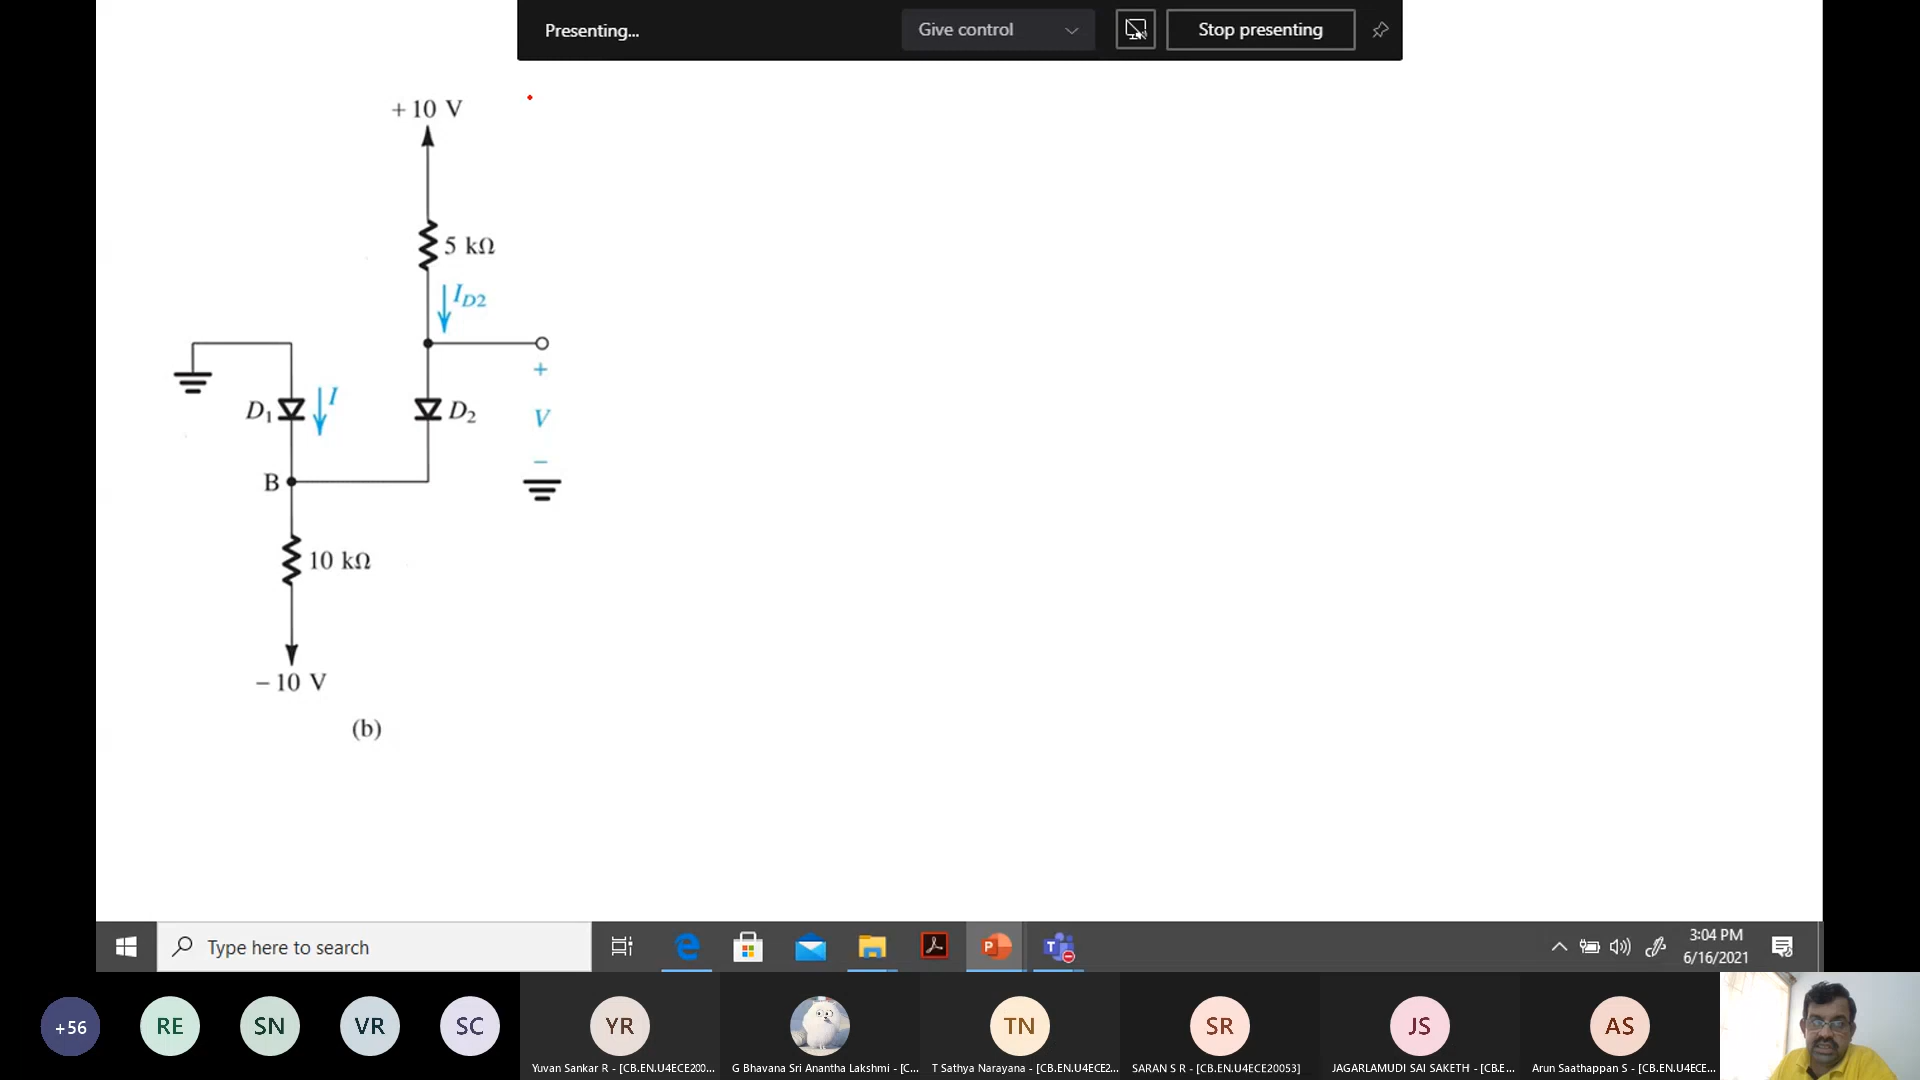 Presenting...
Give control
Stop presenting
+ 10 V
5 kΩ
I_D2
+
V
−
D₁
I
D₂
B
10 kΩ
− 10 V
(b)
Type here to search
3:04 PM
6/16/2021
+56
RE
SN
VR
SC
YR
TN
SR
JS
AS
Yuvan Sankar R - [CB.EN.U4ECE200...
G Bhavana Sri Anantha Lakshmi - [C...
T Sathya Narayana - [CB.EN.U4ECE2...
SARAN S R - [CB.EN.U4ECE20053]
JAGARLAMUDI SAI SAKETH - [CB.E...
Arun Saathappan S - [CB.EN.U4ECE...